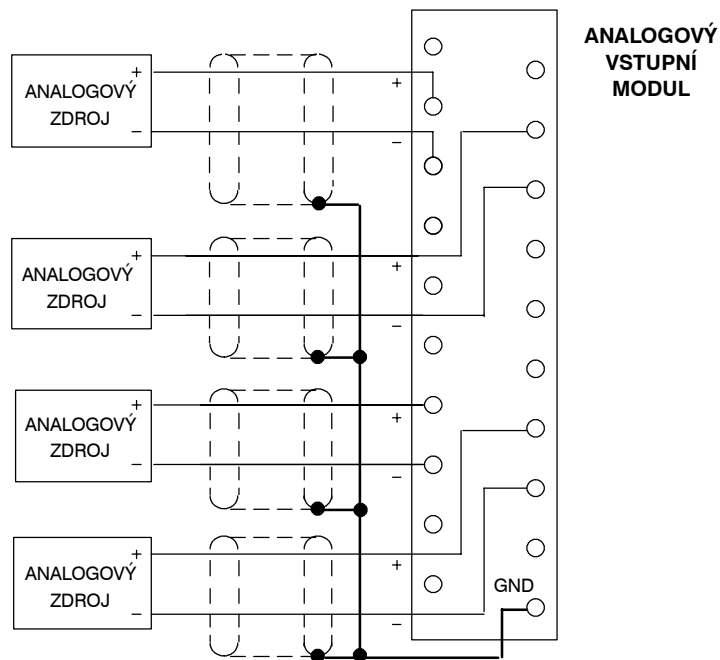 ANALOGOVÝ
VSTUPNÍ
MODUL
ANALOGOVÝ
ZDROJ
+
−
+
−
ANALOGOVÝ
ZDROJ
+
−
+
−
ANALOGOVÝ
ZDROJ
+
−
+
−
ANALOGOVÝ
ZDROJ
+
−
+
−
GND